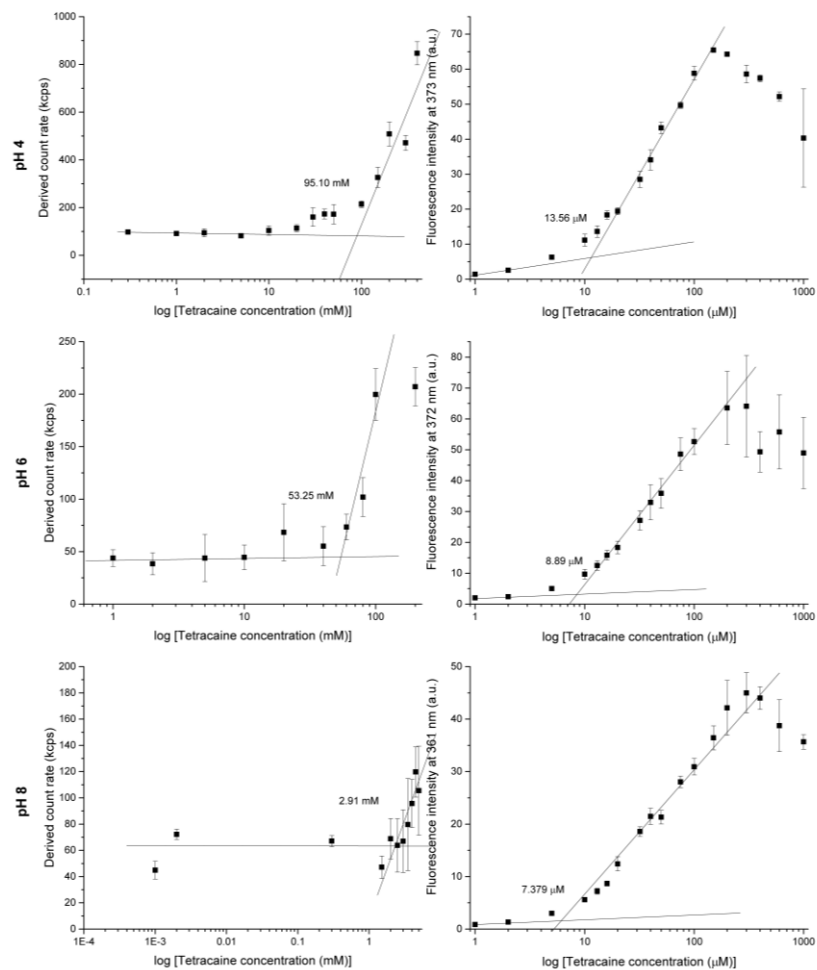 pH 4
Derived count rate (kcps)
1000
800
600
400
200
0
95.10 mM
0.1
1
10
100
log [Tetracaine concentration (mM)]
Fluorescence intensity at 373 nm (a.u.)
70
60
50
40
30
20
10
0
13.56 μM
1
10
100
1000
log [Tetracaine concentration (μM)]
pH 6
Derived count rate (kcps)
250
200
150
100
50
0
53.25 mM
1
10
100
log [Tetracaine concentration (mM)]
Fluorescence intensity at 372 nm (a.u.)
80
70
60
50
40
30
20
10
0
8.89 μM
1
10
100
1000
log [Tetracaine concentration (μM)]
pH 8
Derived count rate (kcps)
200
180
160
140
120
100
80
60
40
20
0
2.91 mM
1E-4
1E-3
0.01
0.1
1
log [Tetracaine concentration (mM)]
Fluorescence intensity at 361 nm (a.u.)
50
40
30
20
10
0
7.379 μM
1
10
100
1000
log [Tetracaine concentration (μM)]